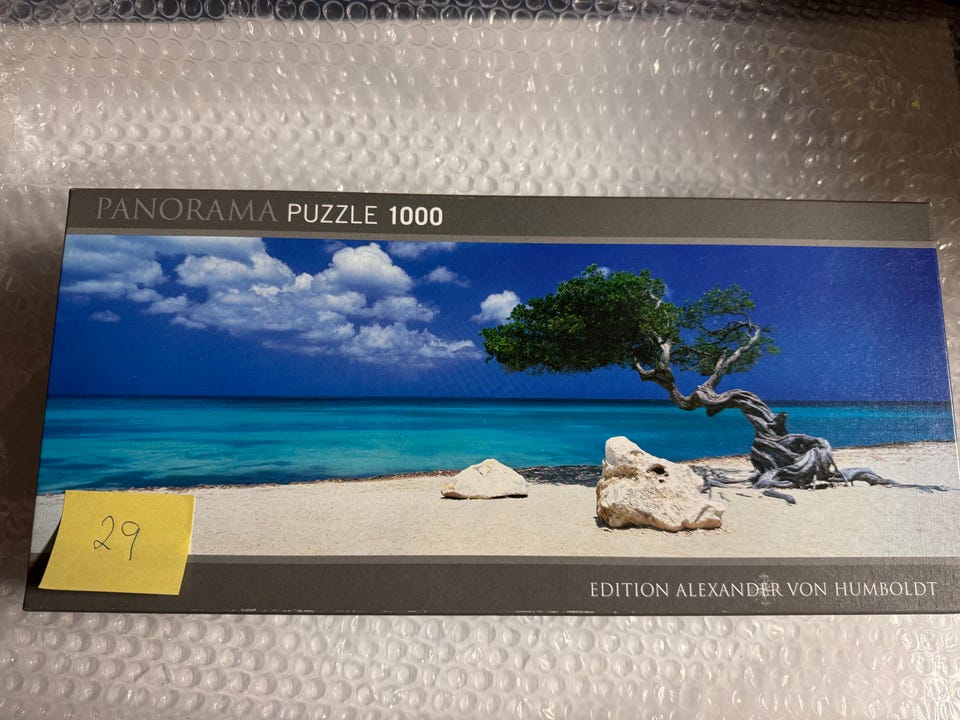 PANORAMA PUZZLE 1000
29
EDITION ALEXANDER VON HUMBOLDT